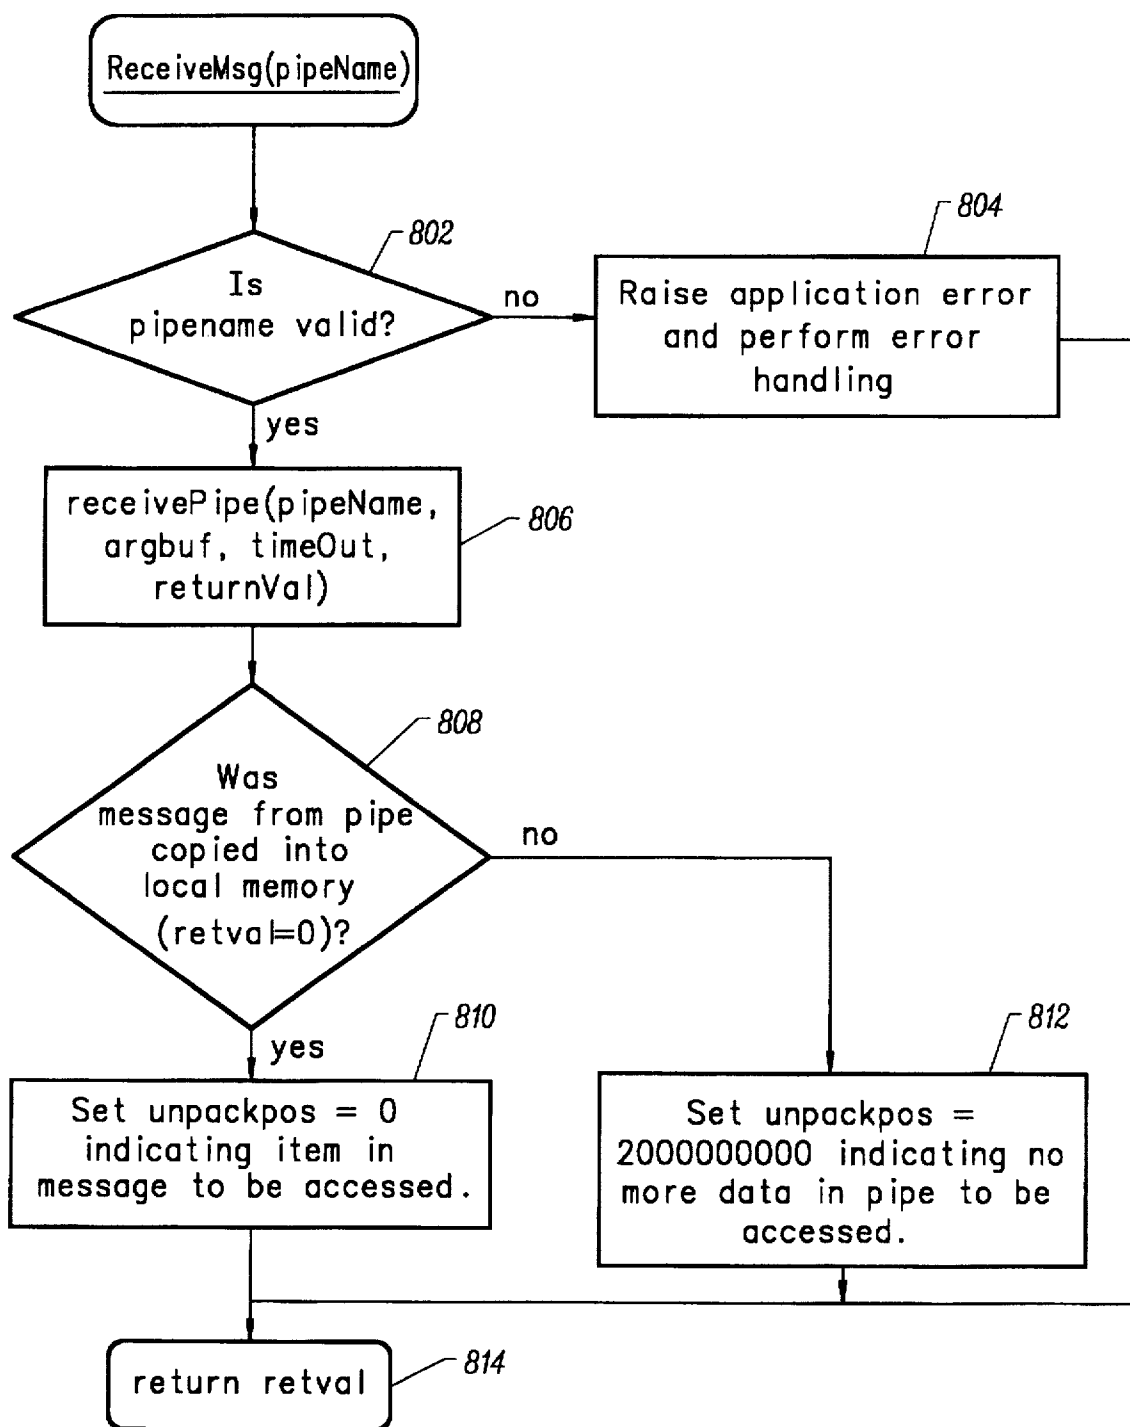 ReceiveMsg(pipeName)
802
Is
pipename valid?
no
804
Raise application error
and perform error
handling
yes
receivePipe(pipeName,
argbuf, timeOut,
returnVal)
806
808
Was
message from pipe
copied into
local memory
(retval=0)?
no
yes
810
Set unpackpos = 0
indicating item in
message to be accessed.
812
Set unpackpos =
2000000000 indicating no
more data in pipe to be
accessed.
return retval
814